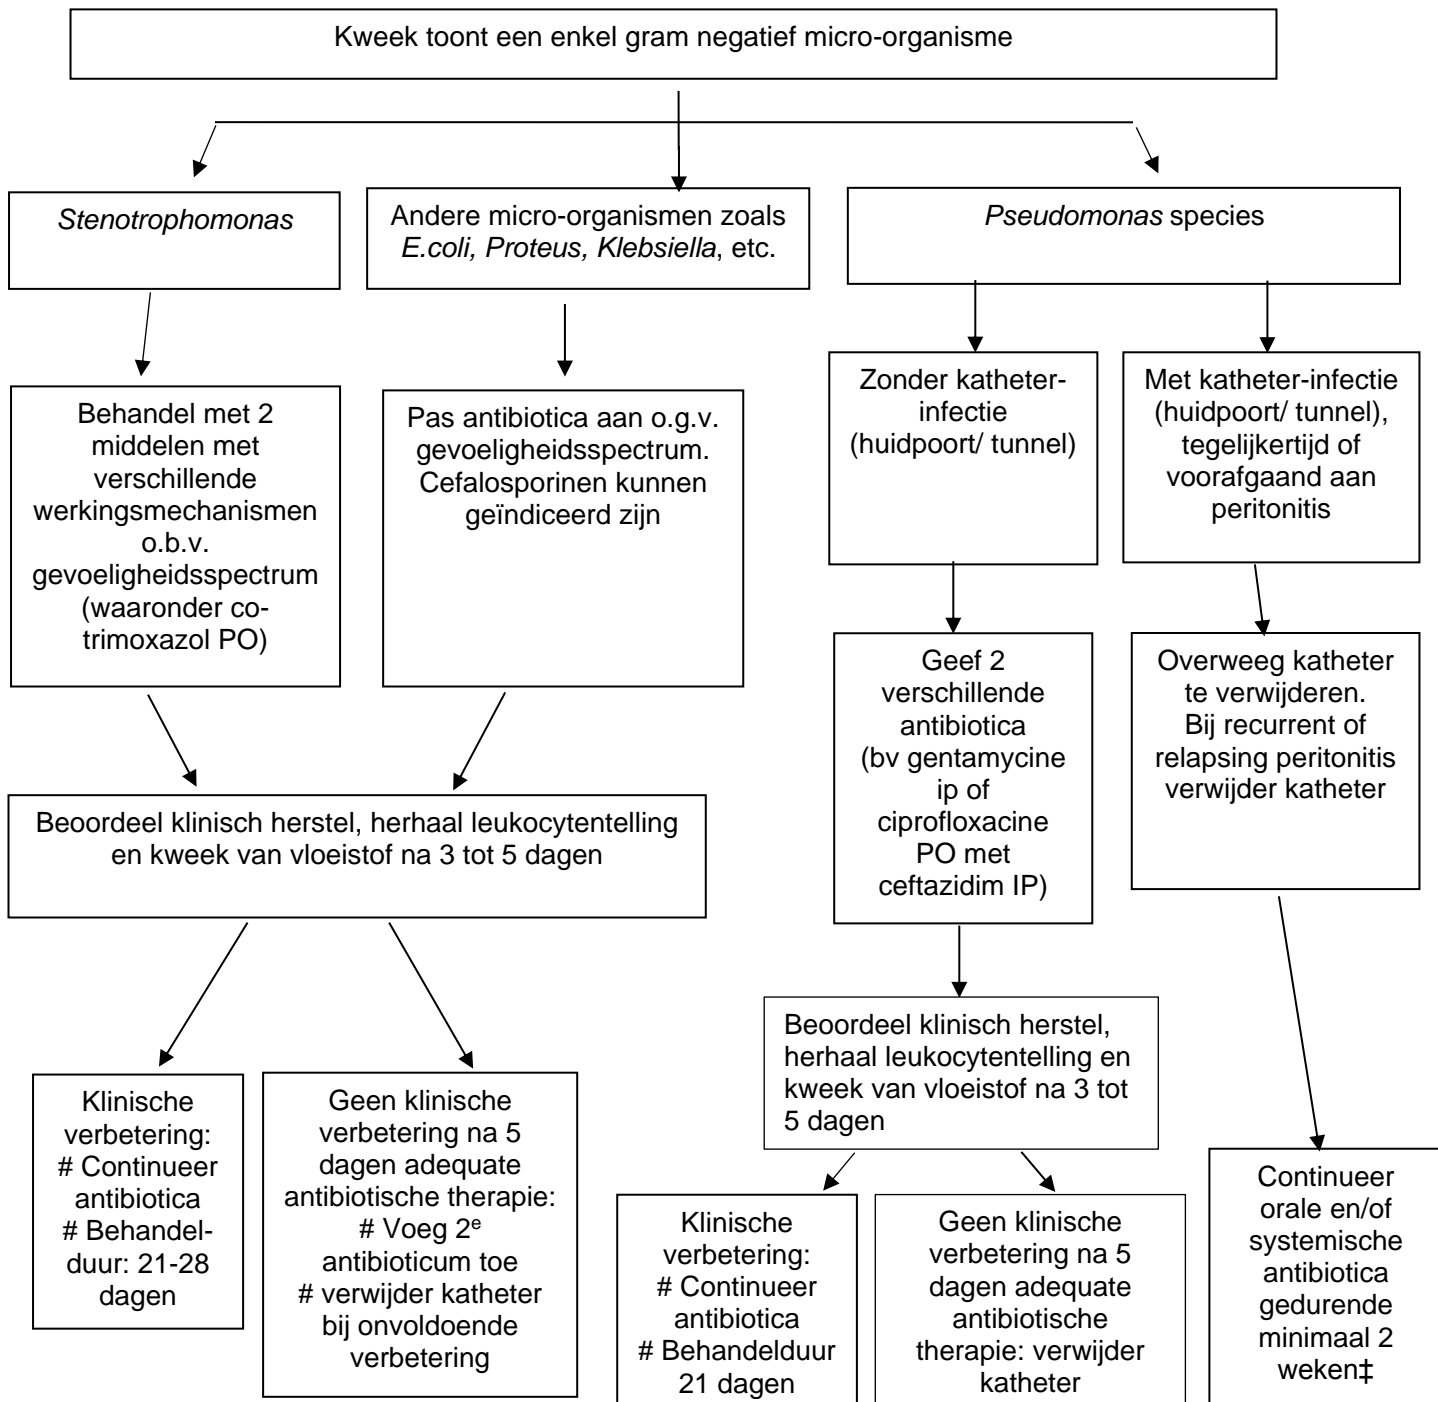 Kweek toont een enkel gram negatief micro-organisme
Stenotrophomonas
Andere micro-organismen zoals
E.coli, Proteus, Klebsiella, etc.
Pseudomonas species
Behandel met 2
middelen met
verschillende
werkingsmechanismen
o.b.v.
gevoeligheidsspectrum
(waaronder co-
trimoxazol PO)
Pas antibiotica aan o.g.v.
gevoeligheidsspectrum.
Cefalosporinen kunnen
geïndiceerd zijn
Zonder katheter-
infectie
(huidpoort/ tunnel)
Met katheter-infectie
(huidpoort/ tunnel),
tegelijkertijd of
voorafgaand aan
peritonitis
Geef 2
verschillende
antibiotica
(bv gentamycine
ip of
ciprofloxacine
PO met
ceftazidim IP)
Overweeg katheter
te verwijderen.
Bij recurrent of
relapsing peritonitis
verwijder katheter
Beoordeel klinisch herstel, herhaal leukocytentelling
en kweek van vloeistof na 3 tot 5 dagen
Beoordeel klinisch herstel,
herhaal leukocytentelling en
kweek van vloeistof na 3 tot
5 dagen
Klinische
verbetering:
# Continueer
antibiotica
# Behandel-
duur: 21-28
dagen
Geen klinische
verbetering na 5
dagen adequate
antibiotische therapie:
# Voeg 2e
antibioticum toe
# verwijder katheter
bij onvoldoende
verbetering
Klinische
verbetering:
# Continueer
antibiotica
# Behandelduur
21 dagen
Geen klinische
verbetering na 5
dagen adequate
antibiotische
therapie: verwijder
katheter
Continueer
orale en/of
systemische
antibiotica
gedurende
minimaal 2
weken‡